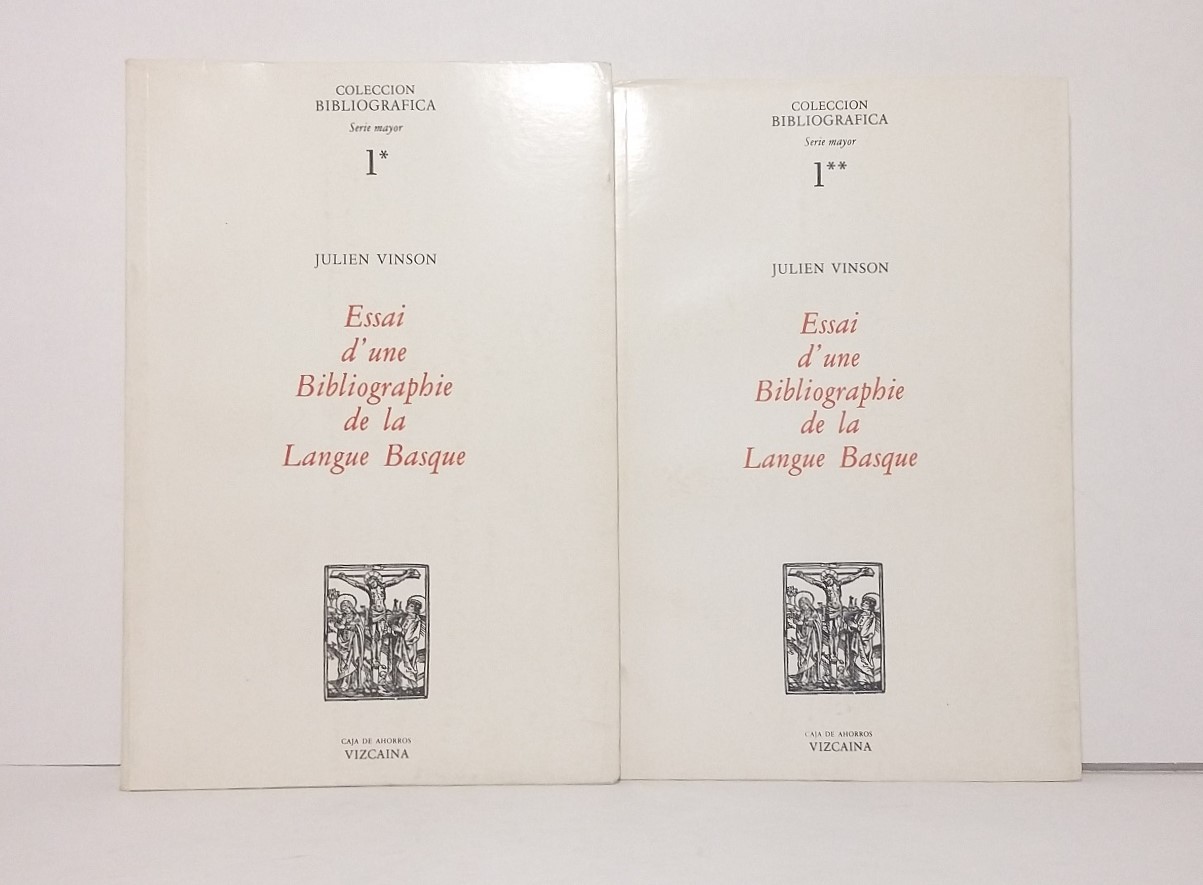 COLECCION
BIBLIOGRAFICA
Serie mayor
1*
JULIEN VINSON
Essai
d'une
Bibliographie
de la
Langue Basque
CAJA DE AHORROS
VIZCAINA
COLECCION
BIBLIOGRAFICA
Serie mayor
1**
JULIEN VINSON
Essai
d'une
Bibliographie
de la
Langue Basque
CAJA DE AHORROS
VIZCAINA